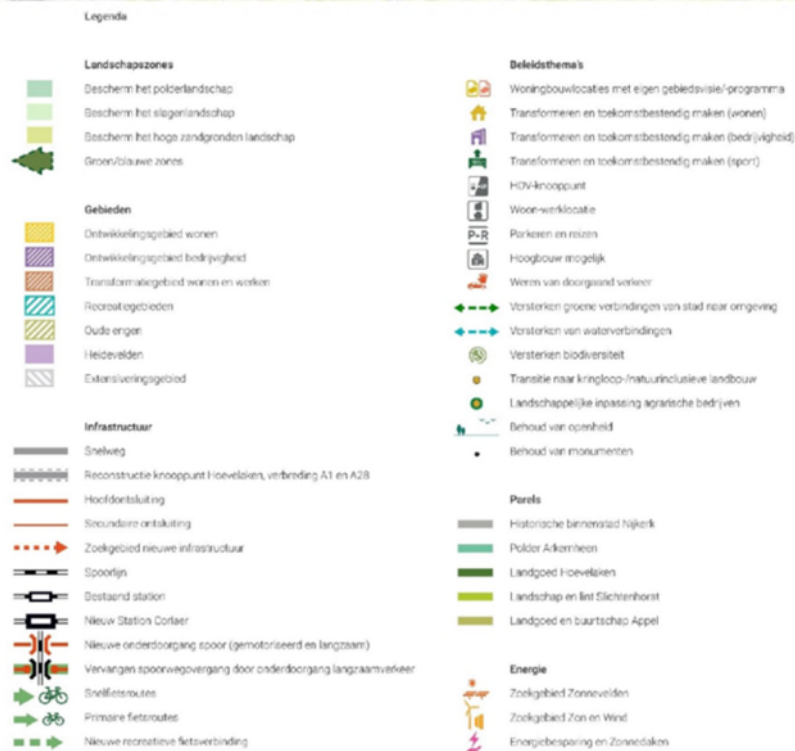 Legenda
Landschapszones
Bescherm het polderlandschap
Bescherm het slagenlandschap
Bescherm het hoge zandgronden landschap
Groen/blauwe zones
Gebieden
Ontwikkelingsgebied wonen
Ontwikkelingsgebied bedrijvigheid
Transformatiegebied wonen en werken
Recreatiegebieden
Oude engen
Heidevelden
Extensiveringsgebied
Infrastructuur
Snelweg
Reconstructie knooppunt Hoevelaken, verbreding A1 en A28
Hoofdontsluiting
Secundaire ontsluiting
Zoekgebied nieuwe infrastructuur
Spoorlijn
Bestaand station
Nieuw Station Corlaer
Nieuwe onderdoorgang spoor (gemotoriseerd en langzaam)
Vervangen spoorwegovergang door onderdoorgang langzaamverkeer
Snelfietsroutes
Primaire fietsroutes
Nieuwe recreatieve fietsverbinding
Beleidsthema's
Woningbouwlocaties met eigen gebiedsvisie/-programma
Transformeren en toekomstbestendig maken (wonen)
Transformeren en toekomstbestendig maken (bedrijvigheid)
Transformeren en toekomstbestendig maken (sport)
HOV-knooppunt
Woon-werklocatie
P+R Parkeren en reizen
Hoogbouw mogelijk
Weren van doorgaand verkeer
Versterken groene verbindingen van stad naar omgeving
Versterken van waterverbindingen
Versterken biodiversiteit
Transitie naar kringloop-/natuurinclusieve landbouw
Landschappelijke inpassing agrarische bedrijven
Behoud van openheid
Behoud van monumenten
Parels
Historische binnenstad Nijkerk
Polder Arkemheen
Landgoed Hoevelaken
Landschap en lint Slichtenhorst
Landgoed en buurtschap Appel
Energie
Zoekgebied Zonnevelden
Zoekgebied Zon en Wind
Energiebesparing en Zonnedaken